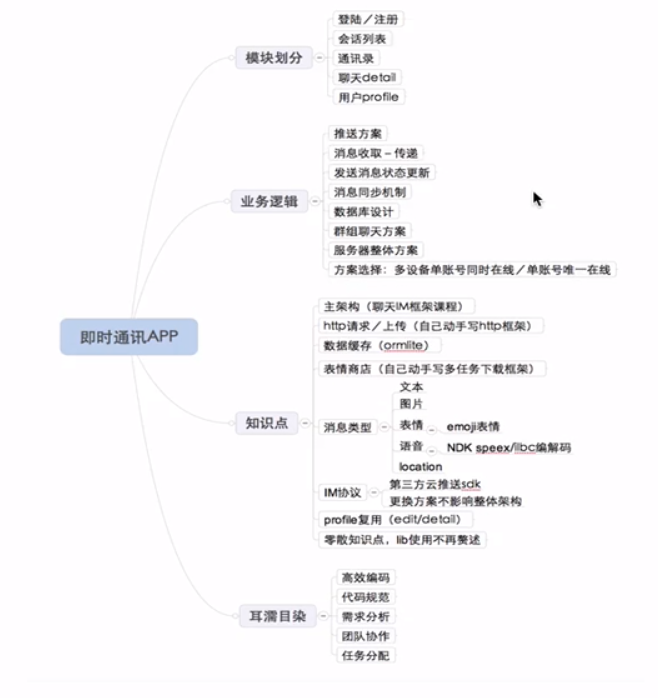 模块划分
登陆／注册
会话列表
通讯录
聊天detail
用户profile
业务逻辑
推送方案
消息收取－传递
发送消息状态更新
消息同步机制
数据库设计
群组聊天方案
服务器整体方案
方案选择：多设备单账号同时在线／单账号唯一在线
即时通讯APP
知识点
主架构（聊天IM框架课程）
http请求／上传（自己动手写http框架）
数据缓存（ormlite）
表情商店（自己动手写多任务下载框架）
消息类型
文本
图片
表情
emoji表情
语音
NDK speex/libc编解码
location
IM协议
第三方云推送sdk
更换方案不影响整体架构
profile复用（edit/detail）
零散知识点，lib使用不再赘述
耳濡目染
高效编码
代码规范
需求分析
团队协作
任务分配